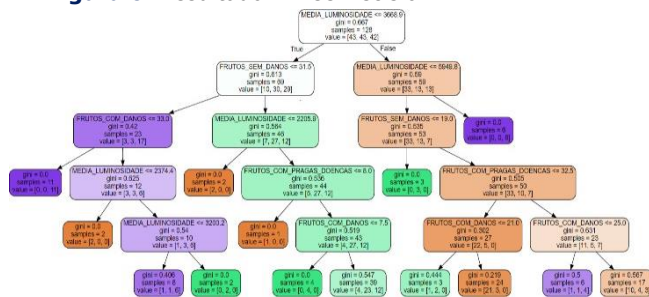 MEDIA_LUMINOSIDADE <= 3668.9
gini = 0.667
samples = 128
value = [43, 43, 42]
True
False
FRUTOS_SEM_DANOS <= 31.5
gini = 0.613
samples = 69
value = [10, 30, 29]
MEDIA_LUMINOSIDADE <= 5948.8
gini = 0.59
samples = 59
value = [33, 13, 13]
FRUTOS_COM_DANOS <= 33.0
gini = 0.42
samples = 23
value = [3, 3, 17]
MEDIA_LUMINOSIDADE <= 2205.8
gini = 0.564
samples = 46
value = [7, 27, 12]
FRUTOS_SEM_DANOS <= 19.0
gini = 0.535
samples = 53
value = [33, 13, 7]
gini = 0.0
samples = 6
value = [0, 0, 6]
gini = 0.0
samples = 11
value = [0, 0, 11]
MEDIA_LUMINOSIDADE <= 2374.4
gini = 0.625
samples = 12
value = [3, 3, 6]
gini = 0.0
samples = 2
value = [2, 0, 0]
FRUTOS_COM_PRAGAS_DOENCAS <= 6.0
gini = 0.536
samples = 44
value = [5, 27, 12]
gini = 0.0
samples = 3
value = [0, 3, 0]
FRUTOS_COM_PRAGAS_DOENCAS <= 32.5
gini = 0.505
samples = 50
value = [33, 10, 7]
gini = 0.0
samples = 2
value = [2, 0, 0]
MEDIA_LUMINOSIDADE <= 3203.2
gini = 0.54
samples = 10
value = [1, 3, 6]
gini = 0.0
samples = 1
value = [1, 0, 0]
FRUTOS_COM_DANOS <= 7.5
gini = 0.519
samples = 43
value = [4, 27, 12]
FRUTOS_COM_DANOS <= 21.0
gini = 0.302
samples = 27
value = [22, 5, 0]
FRUTOS_COM_DANOS <= 25.0
gini = 0.631
samples = 23
value = [11, 5, 7]
gini = 0.406
samples = 8
value = [1, 1, 6]
gini = 0.0
samples = 2
value = [0, 2, 0]
gini = 0.0
samples = 4
value = [0, 4, 0]
gini = 0.547
samples = 39
value = [4, 23, 12]
gini = 0.444
samples = 3
value = [1, 2, 0]
gini = 0.219
samples = 24
value = [21, 3, 0]
gini = 0.5
samples = 6
value = [1, 1, 4]
gini = 0.567
samples = 17
value = [10, 4, 3]